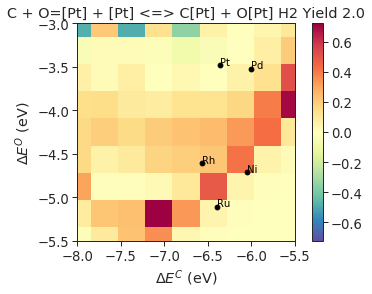 C + O=[Pt] + [Pt] <=> C[Pt] + O[Pt] H2 Yield 2.0
−3.0
−3.5
−4.0
−4.5
−5.0
−5.5
ΔE^O (eV)
Pt
Pd
Rh
Ni
Ru
−8.0 −7.5 −7.0 −6.5 −6.0 −5.5
ΔE^C (eV)
0.6
0.4
0.2
0.0
−0.2
−0.4
−0.6